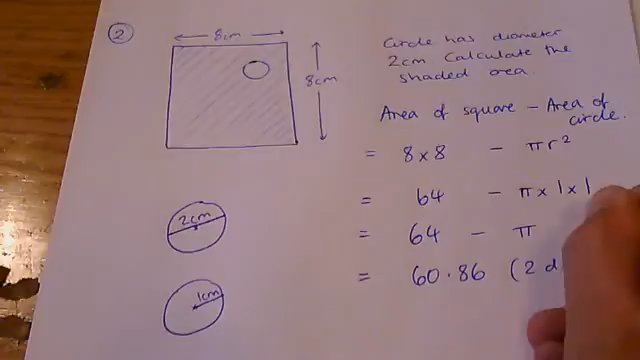 2
8cm
8cm
Circle has diameter
2cm Calculate the
shaded area
Area of square - Area of
circle.
= 8 x 8 - πr²
= 64 - π x 1 x 1
= 64 - π
= 60.86 (2 d
2cm
1cm